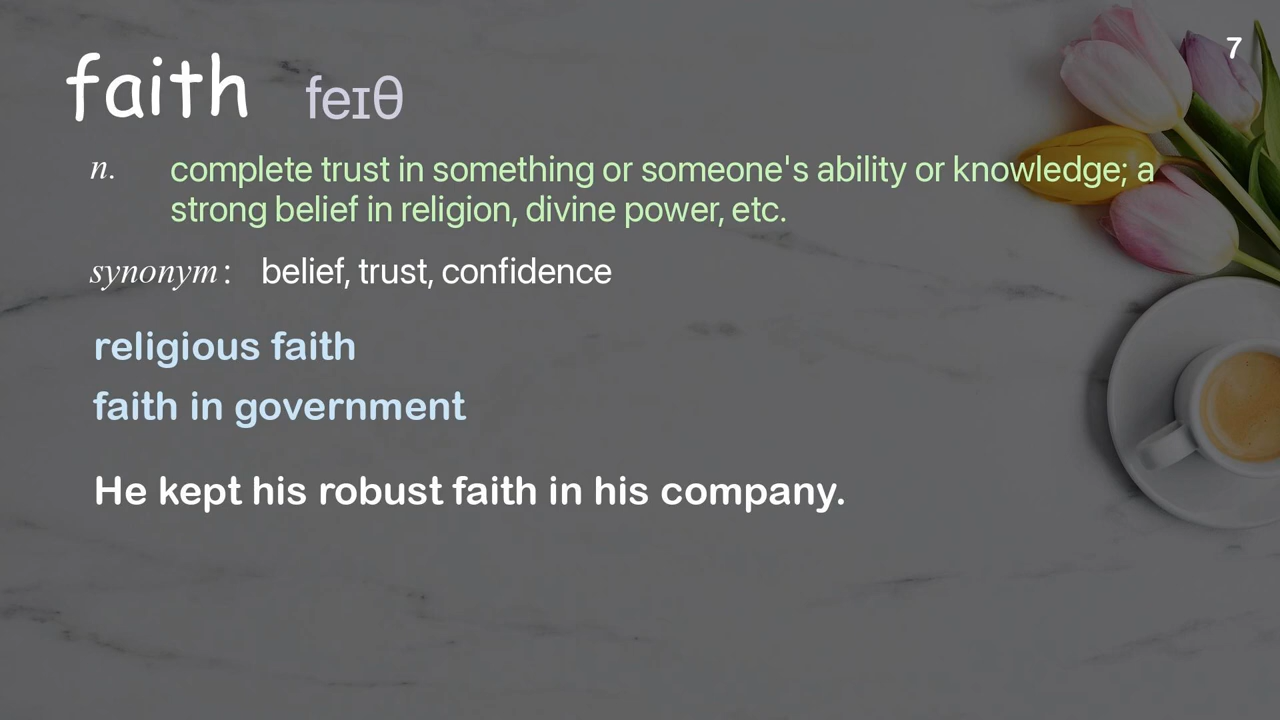 7
faith feɪθ
n. complete trust in something or someone's ability or knowledge; a
strong belief in religion, divine power, etc.
synonym: belief, trust, confidence
religious faith
faith in government
He kept his robust faith in his company.